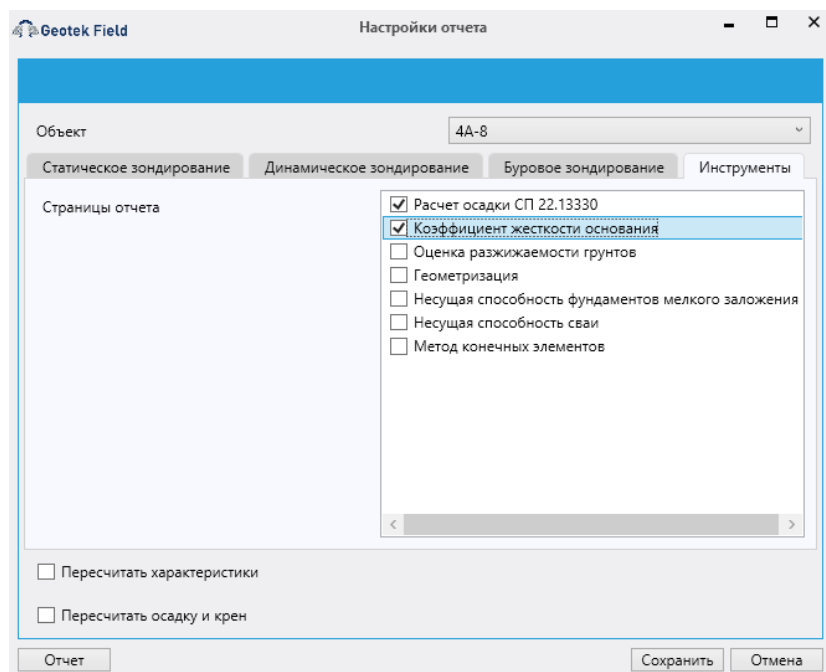 Geotek Field
Настройки отчета
Объект
4А-8
Статическое зондирование
Динамическое зондирование
Буровое зондирование
Инструменты
Страницы отчета
Расчет осадки СП 22.13330
Коэффициент жесткости основания
Оценка разжижаемости грунтов
Геометризация
Несущая способность фундаментов мелкого заложения
Несущая способность сваи
Метод конечных элементов
Пересчитать характеристики
Пересчитать осадку и крен
Отчет
Сохранить
Отмена